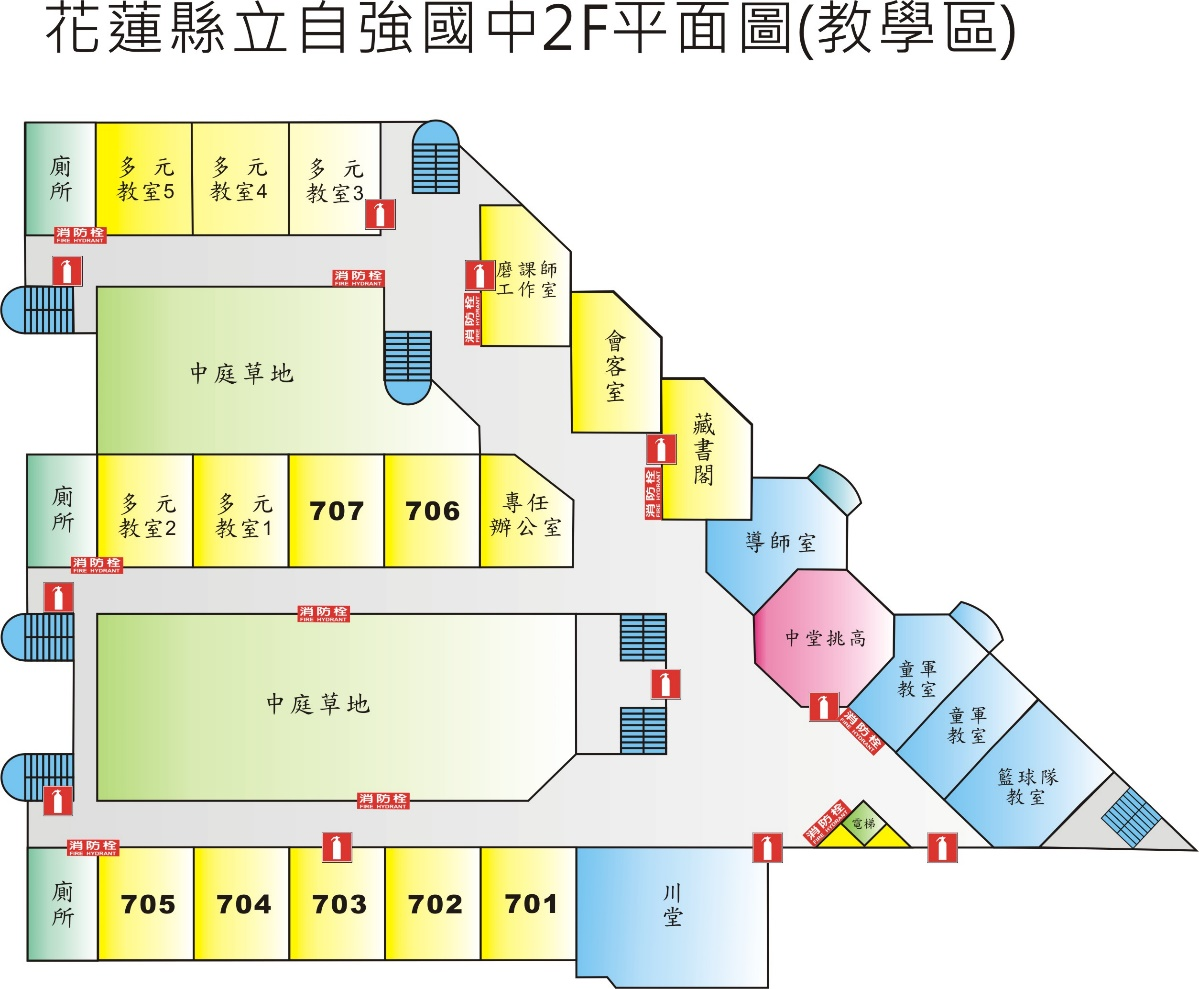 花蓮縣立自強國中2F平面圖(教學區)
廁所
多元
教室5
多元
教室4
多元
教室3
消防栓
FIRE HYDRANT
消防栓
FIRE HYDRANT
磨課師
工作室
消防栓
FIRE HYDRANT
會客室
中庭草地
藏書閣
消防栓
FIRE HYDRANT
廁所
多元
教室2
多元
教室1
707
706
專任
辦公室
導師室
消防栓
FIRE HYDRANT
消防栓
FIRE HYDRANT
中堂挑高
中庭草地
童軍
教室
童軍
教室
籃球隊
教室
消防栓
FIRE HYDRANT
消防栓
FIRE HYDRANT
消防栓
FIRE HYDRANT
電梯
消防栓
FIRE HYDRANT
廁所
705
704
703
702
701
川堂